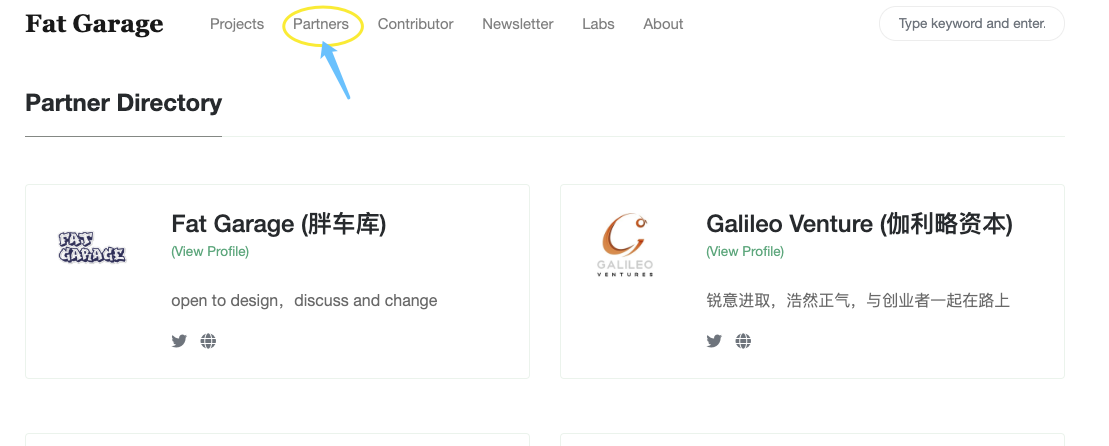 Fat Garage Projects Partners Contributor Newsletter Labs About Type keyword and enter.
Partner Directory
FAT
GARAGE
Fat Garage (胖车库)
(View Profile)
open to design，discuss and change
GALILEO
VENTURES
Galileo Venture (伽利略资本)
(View Profile)
锐意进取，浩然正气，与创业者一起在路上